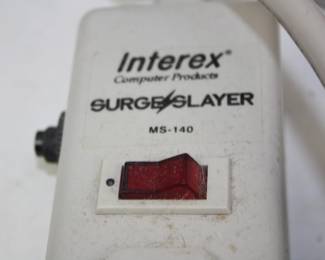 Interex®
Computer Products
SURGE SLAYER
MS-140